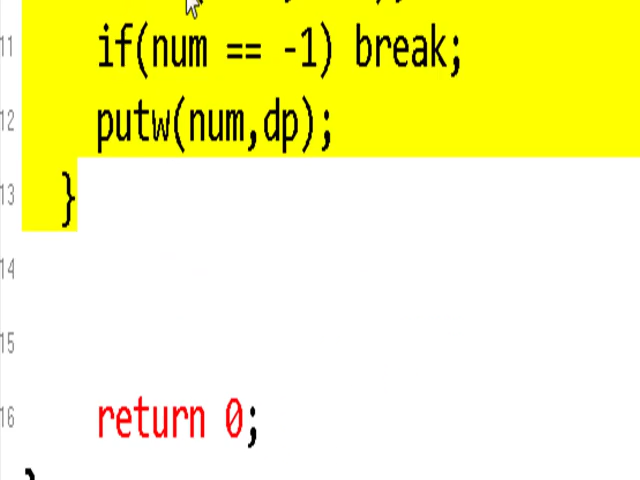 11 if(num == -1) break;
12 putw(num,dp);
13 }
14
15
16 return 0;